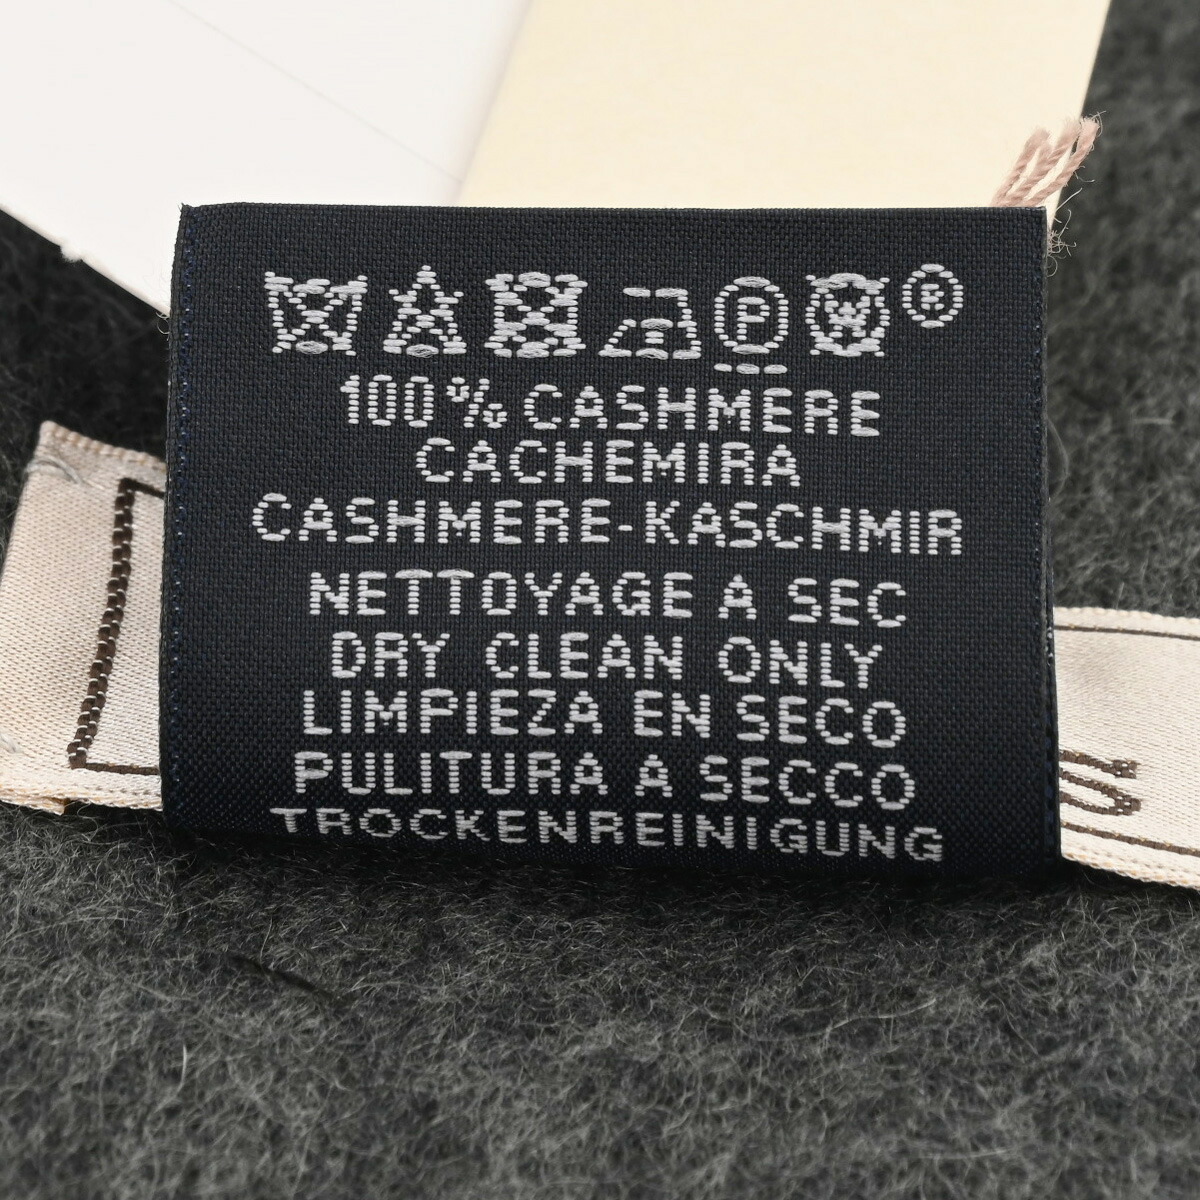 P W ®
100% CASHMERE
CACHEMIRA
CASHMERE-KASCHMIR
NETTOYAGE A SEC
DRY CLEAN ONLY
LIMPIEZA EN SECO
PULITURA A SECCO
TROCKENREINIGUNG